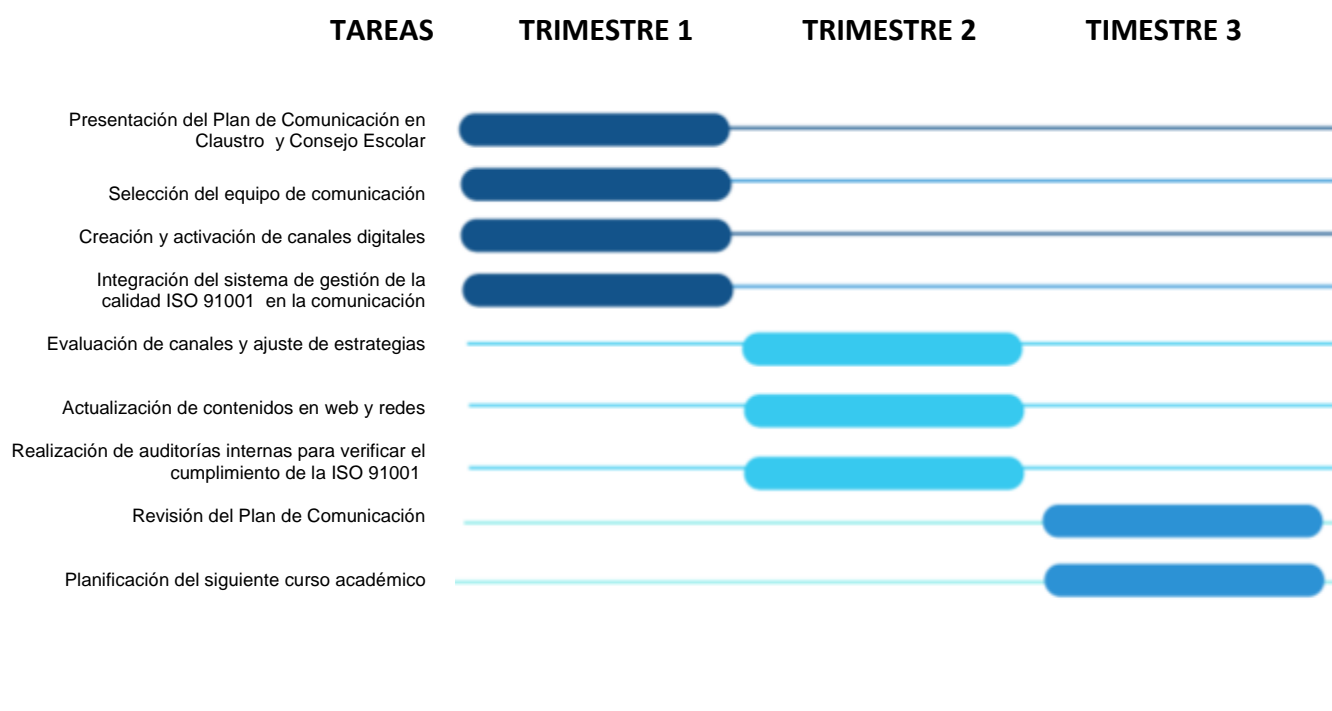 TAREAS TRIMESTRE 1 TRIMESTRE 2 TIMESTRE 3
Presentación del Plan de Comunicación en
Claustro y Consejo Escolar
Selección del equipo de comunicación
Creación y activación de canales digitales
Integración del sistema de gestión de la
calidad ISO 91001 en la comunicación
Evaluación de canales y ajuste de estrategias
Actualización de contenidos en web y redes
Realización de auditorías internas para verificar el
cumplimiento de la ISO 91001
Revisión del Plan de Comunicación
Planificación del siguiente curso académico